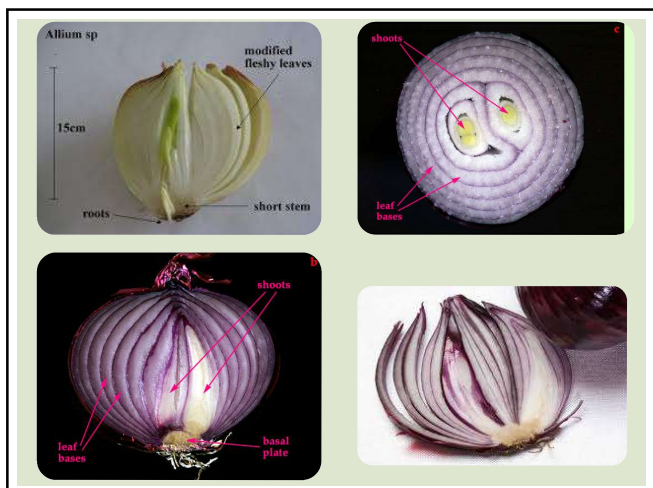 Allium sp
modified
fleshy leaves
15cm
short stem
roots
c
shoots
leaf
bases
b
shoots
leaf
bases
basal
plate